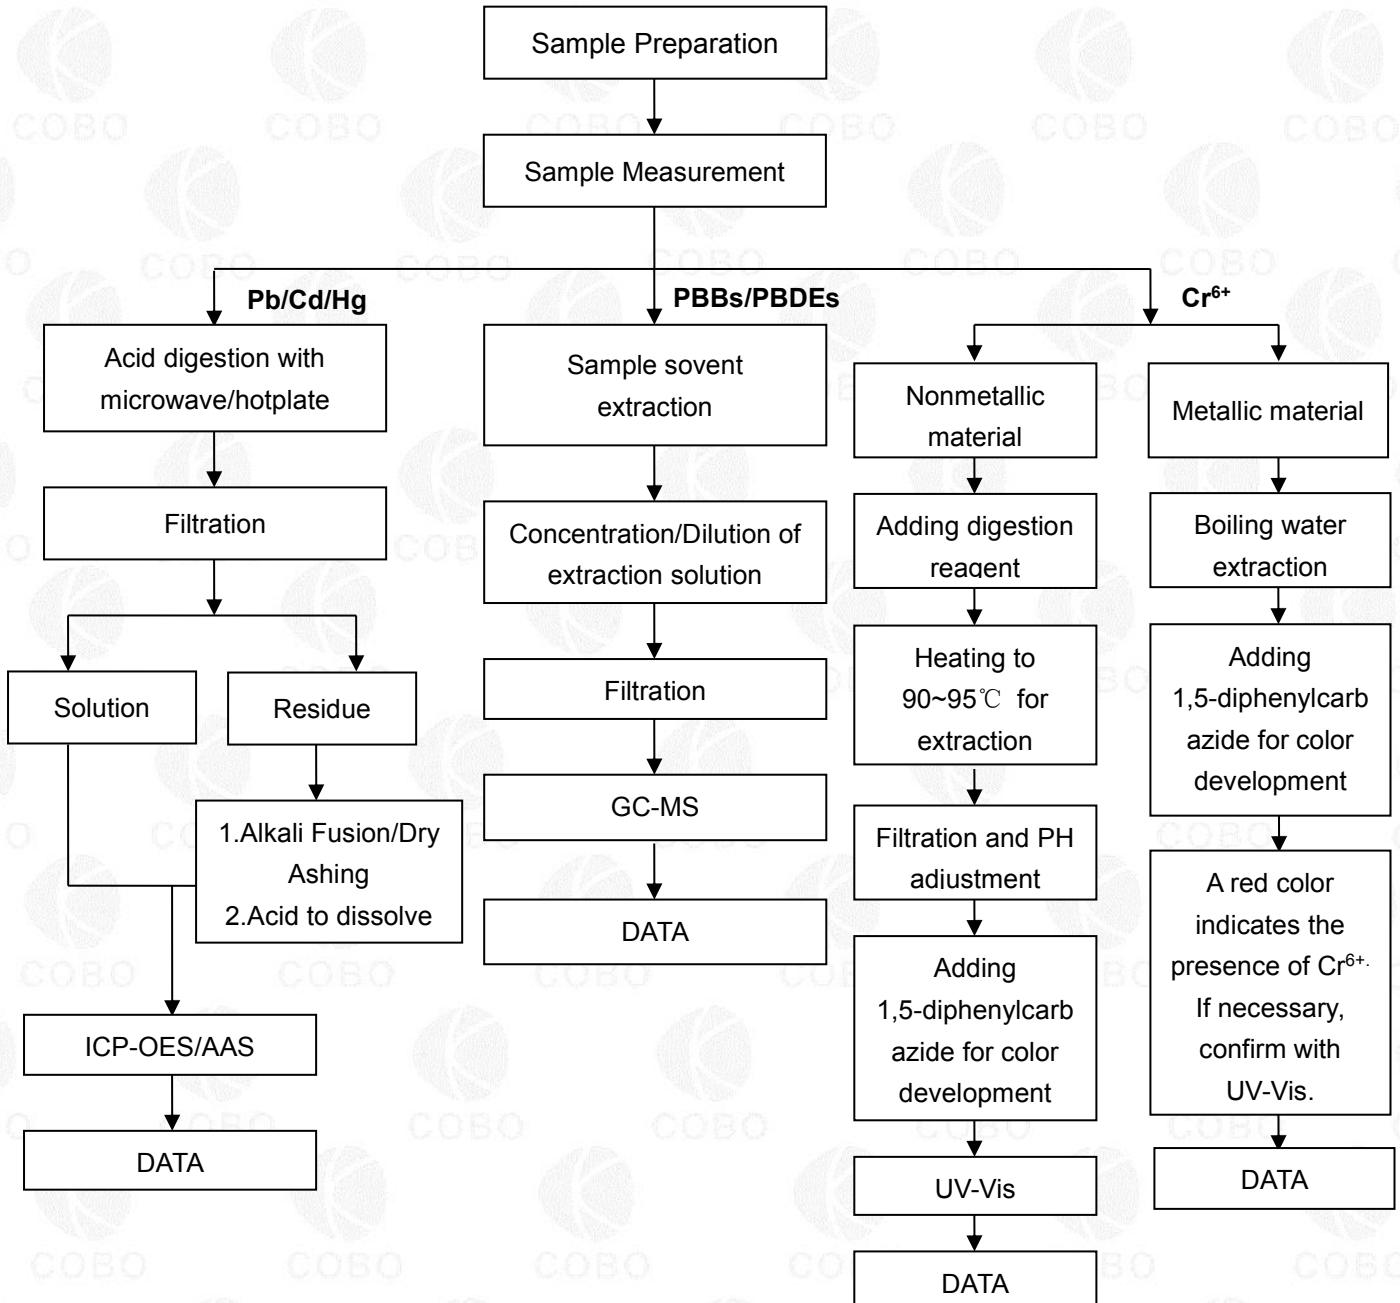 Sample Preparation
Sample Measurement
Pb/Cd/Hg
Acid digestion with
microwave/hotplate
Filtration
Solution
Residue
1.Alkali Fusion/Dry
Ashing
2.Acid to dissolve
ICP-OES/AAS
DATA
PBBs/PBDEs
Sample sovent
extraction
Concentration/Dilution of
extraction solution
Filtration
GC-MS
DATA
Cr⁶⁺
Nonmetallic
material
Adding digestion
reagent
Heating to
90~95℃ for
extraction
Filtration and PH
adjustment
Adding
1,5-diphenylcarb
azide for color
development
UV-Vis
DATA
Metallic material
Boiling water
extraction
Adding
1,5-diphenylcarb
azide for color
development
A red color
indicates the
presence of Cr⁶⁺.
If necessary,
confirm with
UV-Vis.
DATA
COBO